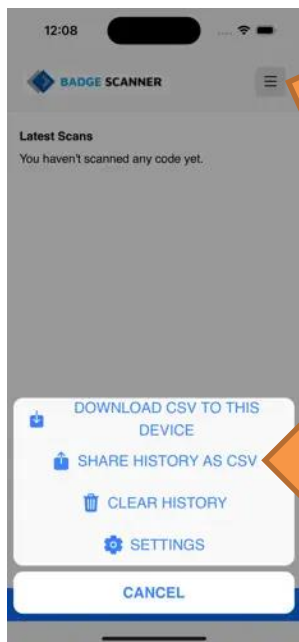 12:08
BADGE SCANNER
Latest Scans
You haven't scanned any code yet.
DOWNLOAD CSV TO THIS
DEVICE
SHARE HISTORY AS CSV
CLEAR HISTORY
SETTINGS
CANCEL